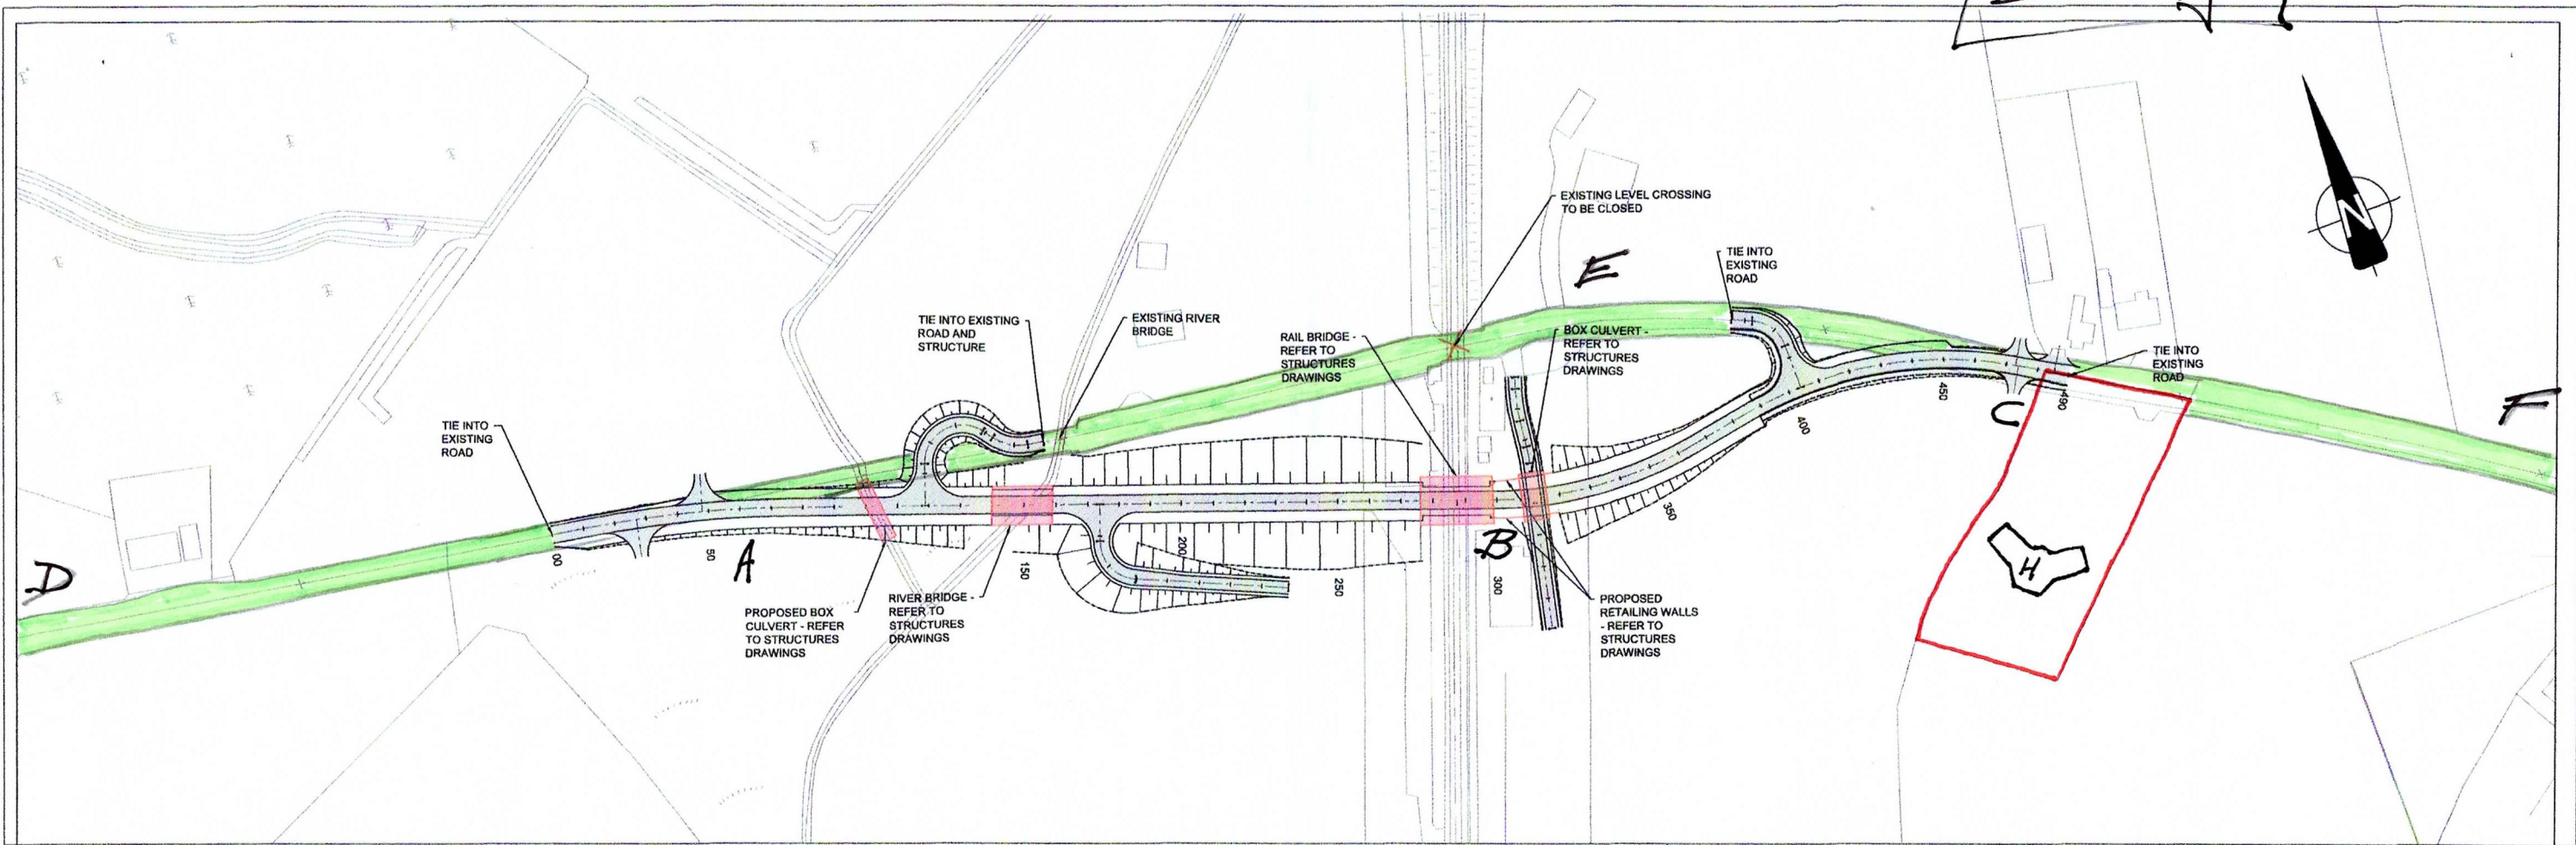 EXISTING LEVEL CROSSING
TO BE CLOSED
N
E
TIE INTO
EXISTING
ROAD
TIE INTO EXISTING
ROAD AND
STRUCTURE
EXISTING RIVER
BRIDGE
RAIL BRIDGE -
REFER TO
STRUCTURES
DRAWINGS
BOX CULVERT -
REFER TO
STRUCTURES
DRAWINGS
TIE INTO
EXISTING
ROAD
TIE INTO
EXISTING
ROAD
D
A
B
C
F
H
00
50
150
200
250
300
350
400
450
490
PROPOSED BOX
CULVERT - REFER
TO STRUCTURES
DRAWINGS
RIVER BRIDGE -
REFER TO
STRUCTURES
DRAWINGS
PROPOSED
RETAILING WALLS
- REFER TO
STRUCTURES
DRAWINGS